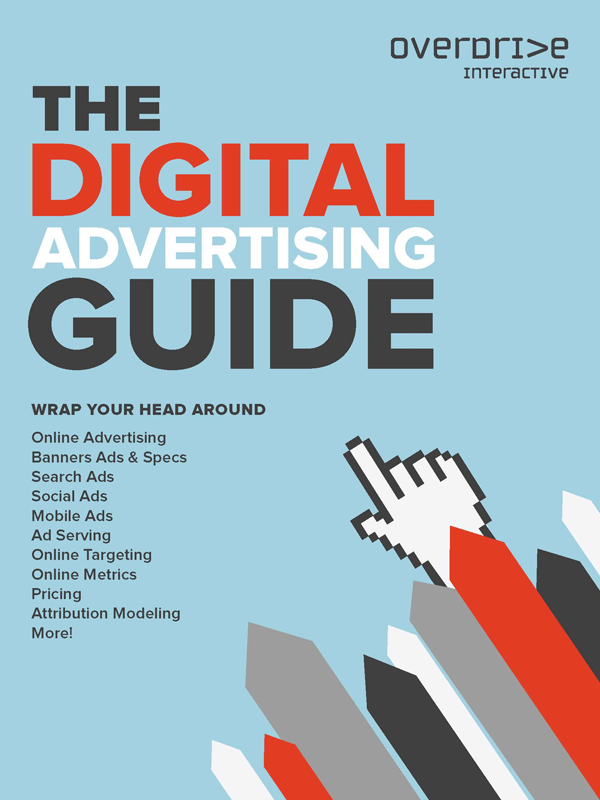 overdri>e
interactive
THE
DIGITAL
ADVERTISING
GUIDE
WRAP YOUR HEAD AROUND
Online Advertising
Banners Ads & Specs
Search Ads
Social Ads
Mobile Ads
Ad Serving
Online Targeting
Online Metrics
Pricing
Attribution Modeling
More!